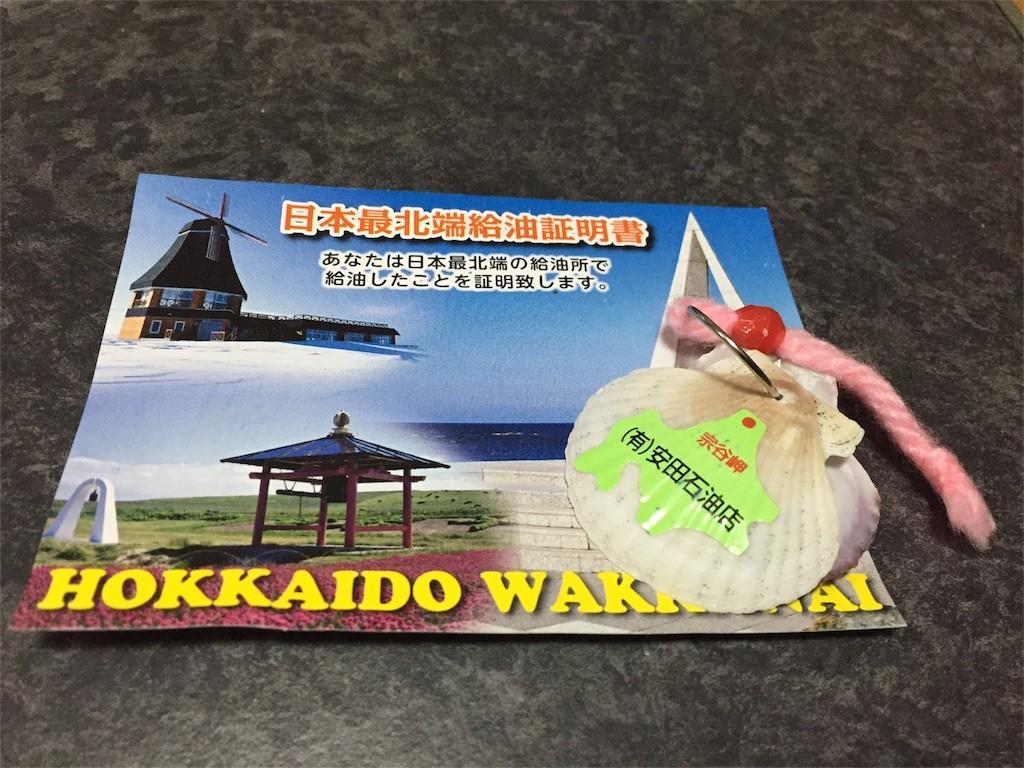 日本最北端給油証明書
あなたは日本最北端の給油所で
給油したことを証明致します。
宗谷岬
(有)安田石油店
HOKKAIDO